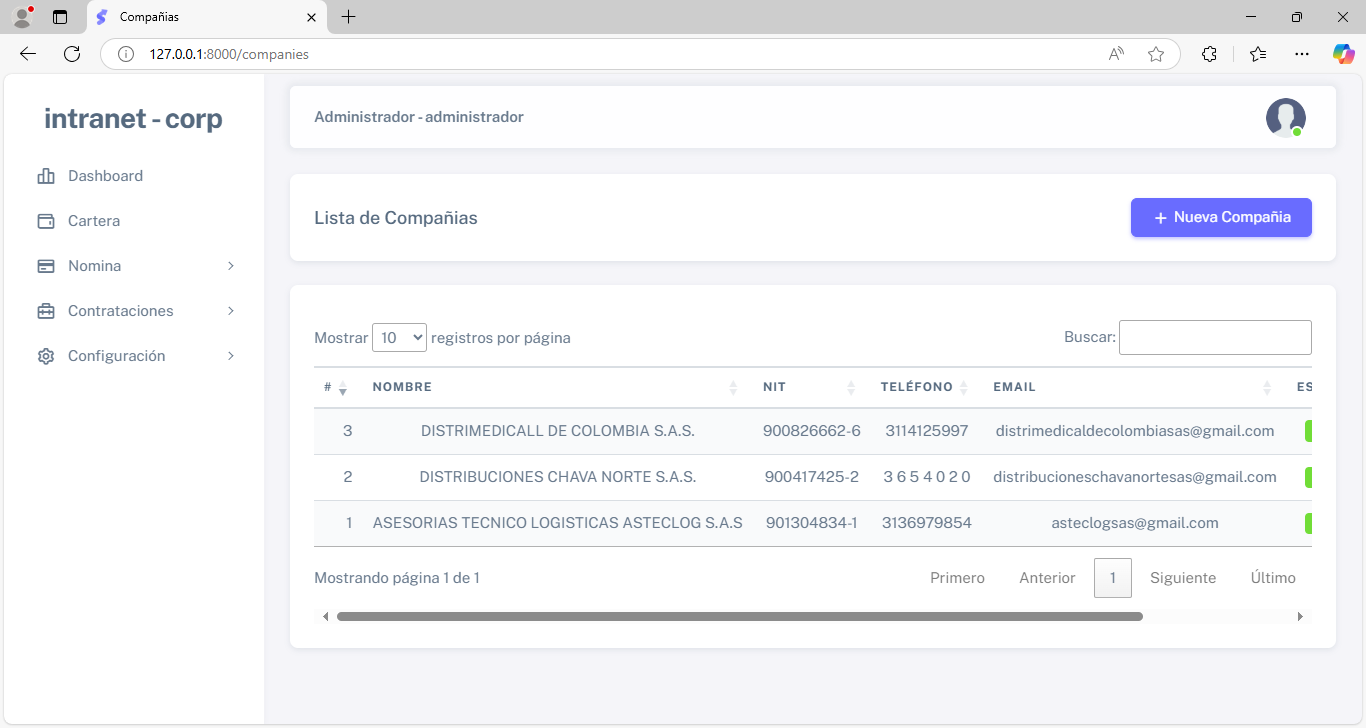 Compañias
127.0.0.1:8000/companies
intranet - corp
Dashboard
Cartera
Nomina
Contrataciones
Configuración
Administrador - administrador
Lista de Compañias
+ Nueva Compañia
Mostrar 10 registros por página
Buscar:
# NOMBRE NIT TELÉFONO EMAIL ES
3 DISTRIMEDICALL DE COLOMBIA S.A.S. 900826662-6 3114125997 distrimedicaldecolombiasas@gmail.com
2 DISTRIBUCIONES CHAVA NORTE S.A.S. 900417425-2 3 6 5 4 0 2 0 distribucioneschavanortesas@gmail.com
1 ASESORIAS TECNICO LOGISTICAS ASTECLOG S.A.S 901304834-1 3136979854 asteclogsas@gmail.com
Mostrando página 1 de 1
Primero Anterior 1 Siguiente Último